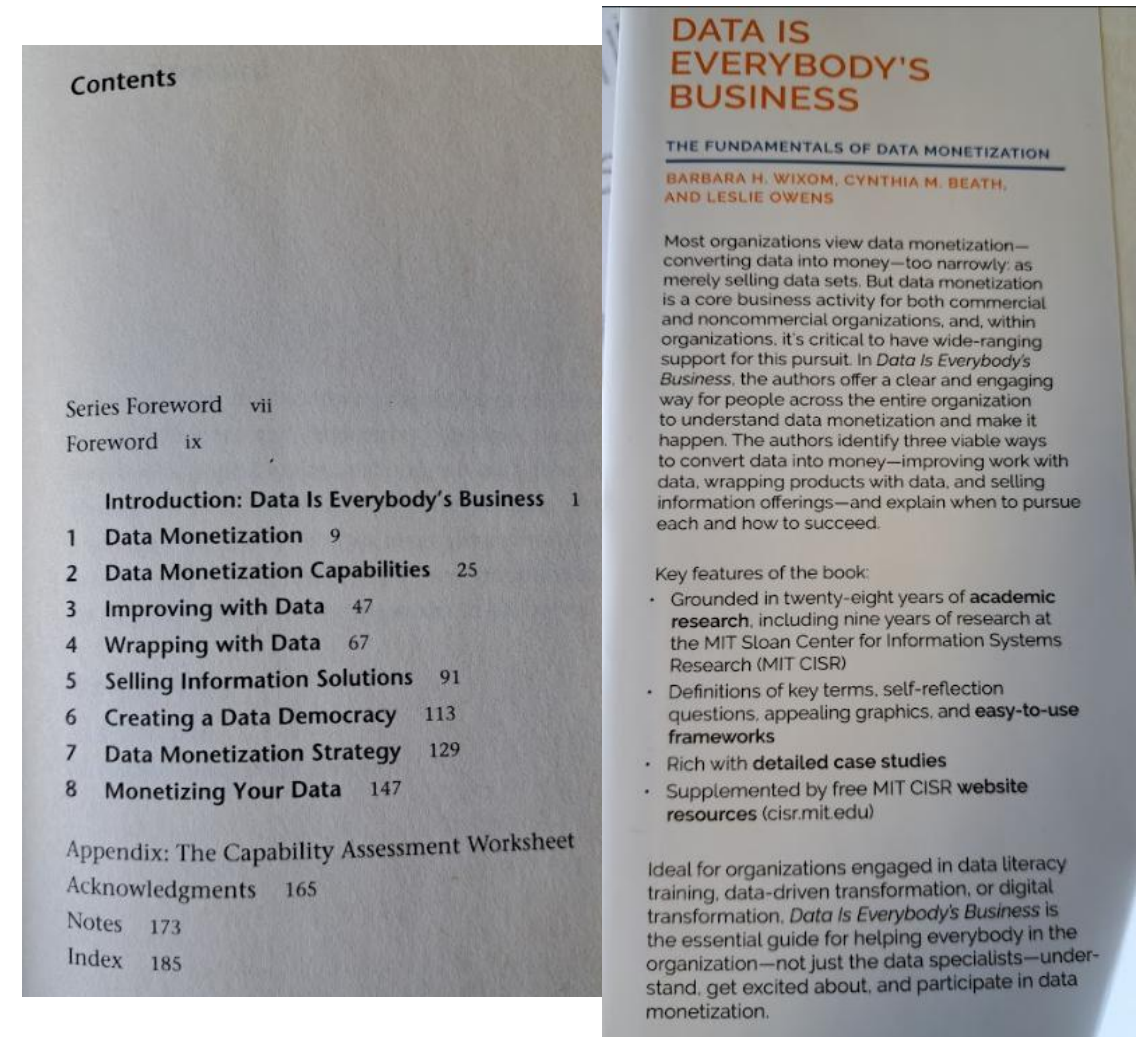 Contents
Series Foreword vii
Foreword ix
Introduction: Data Is Everybody's Business 1
1 Data Monetization 9
2 Data Monetization Capabilities 25
3 Improving with Data 47
4 Wrapping with Data 67
5 Selling Information Solutions 91
6 Creating a Data Democracy 113
7 Data Monetization Strategy 129
8 Monetizing Your Data 147
Appendix: The Capability Assessment Worksheet
Acknowledgments 165
Notes 173
Index 185
DATA IS
EVERYBODY'S
BUSINESS
THE FUNDAMENTALS OF DATA MONETIZATION
BARBARA H. WIXOM, CYNTHIA M. BEATH,
AND LESLIE OWENS
Most organizations view data monetization—
converting data into money—too narrowly: as
merely selling data sets. But data monetization
is a core business activity for both commercial
and noncommercial organizations, and, within
organizations, it's critical to have wide-ranging
support for this pursuit. In Data Is Everybody's
Business, the authors offer a clear and engaging
way for people across the entire organization
to understand data monetization and make it
happen. The authors identify three viable ways
to convert data into money—improving work with
data, wrapping products with data, and selling
information offerings—and explain when to pursue
each and how to succeed.
Key features of the book:
• Grounded in twenty-eight years of academic
research, including nine years of research at
the MIT Sloan Center for Information Systems
Research (MIT CISR)
• Definitions of key terms, self-reflection
questions, appealing graphics, and easy-to-use
frameworks
• Rich with detailed case studies
• Supplemented by free MIT CISR website
resources (cisr.mit.edu)
Ideal for organizations engaged in data literacy
training, data-driven transformation, or digital
transformation, Data Is Everybody's Business is
the essential guide for helping everybody in the
organization—not just the data specialists—under-
stand, get excited about, and participate in data
monetization.